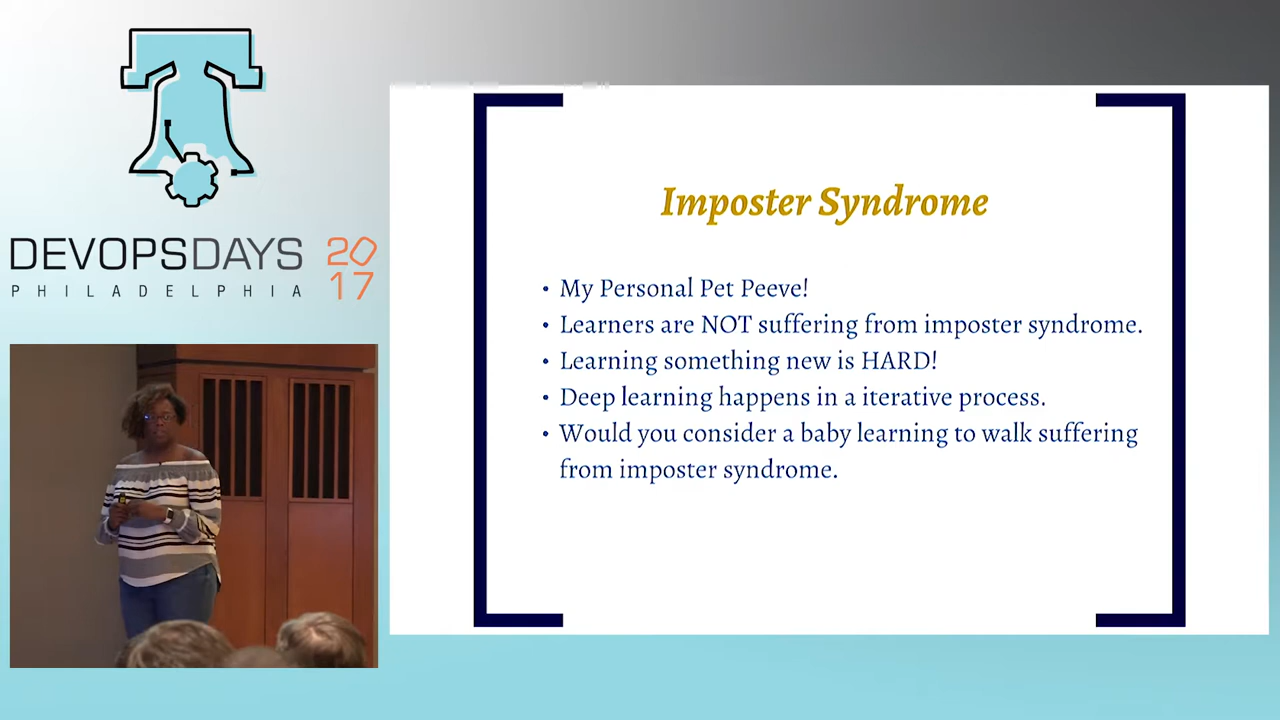 DEVOPSDAYS
PHILADELPHIA
20
17
Imposter Syndrome
• My Personal Pet Peeve!
• Learners are NOT suffering from imposter syndrome.
• Learning something new is HARD!
• Deep learning happens in a iterative process.
• Would you consider a baby learning to walk suffering
from imposter syndrome.